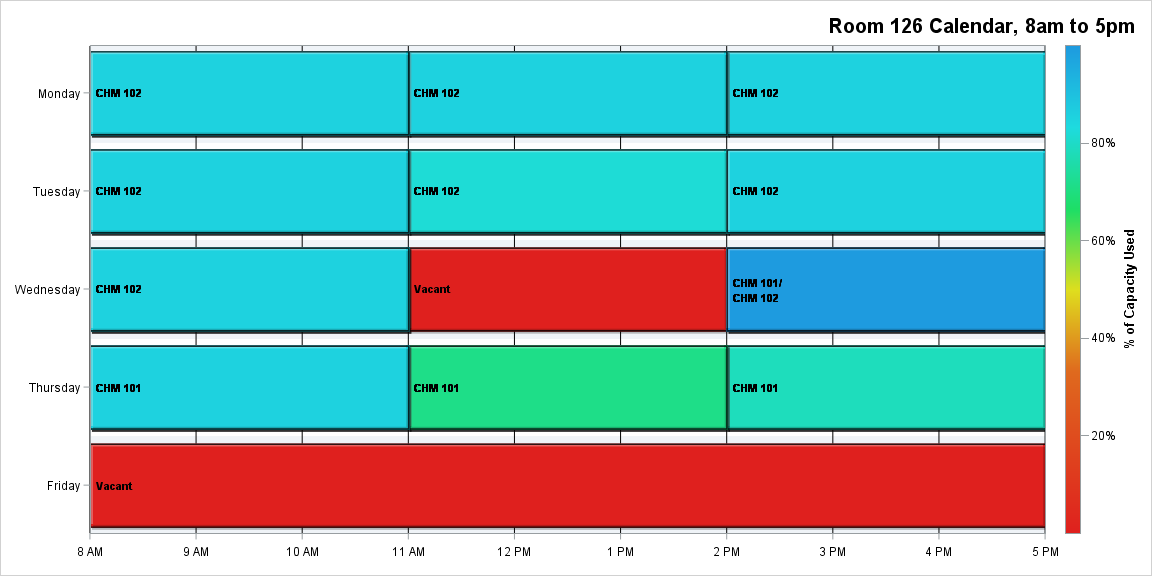 Room 126 Calendar, 8am to 5pm
Monday
CHM 102
CHM 102
CHM 102
Tuesday
CHM 102
CHM 102
CHM 102
Wednesday
CHM 102
Vacant
CHM 101/
CHM 102
Thursday
CHM 101
CHM 101
CHM 101
Friday
Vacant
8 AM
9 AM
10 AM
11 AM
12 PM
1 PM
2 PM
3 PM
4 PM
5 PM
80%
60%
40%
20%
% of Capacity Used